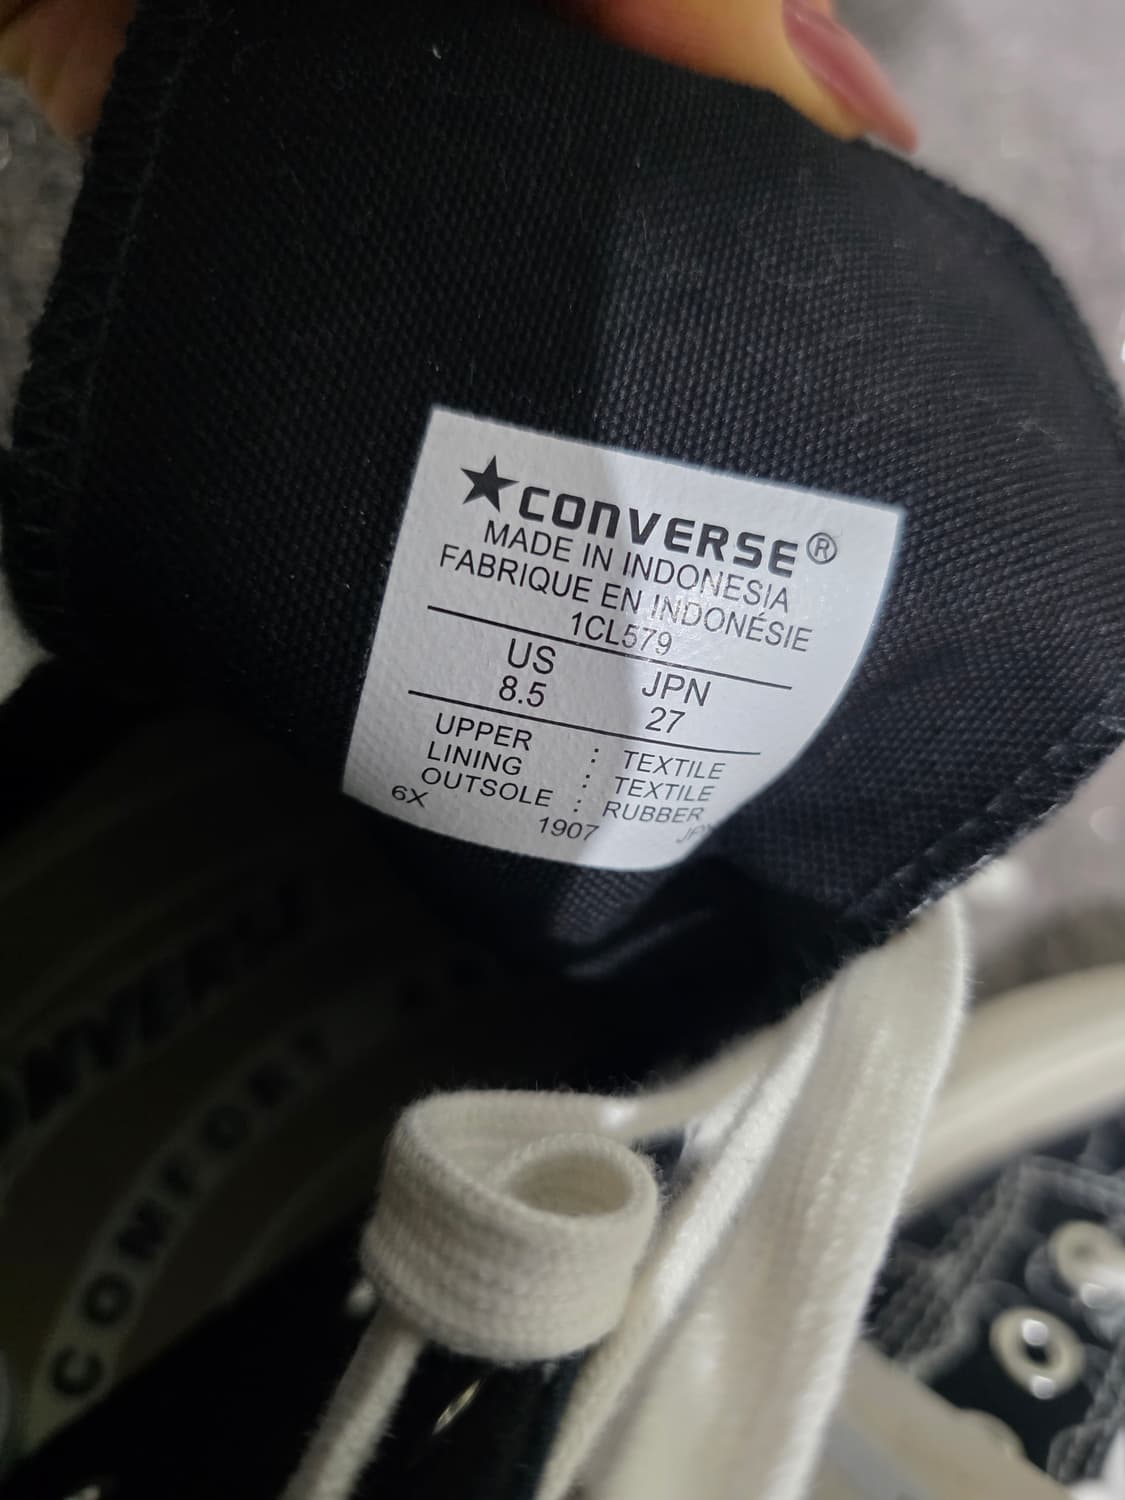 ★CONVERSE®
MADE IN INDONESIA
FABRIQUE EN INDONÉSIE
1CL579
US JPN
8.5 27
UPPER : TEXTILE
LINING : TEXTILE
OUTSOLE : RUBBER
6X 1907 JPN
COMFORT